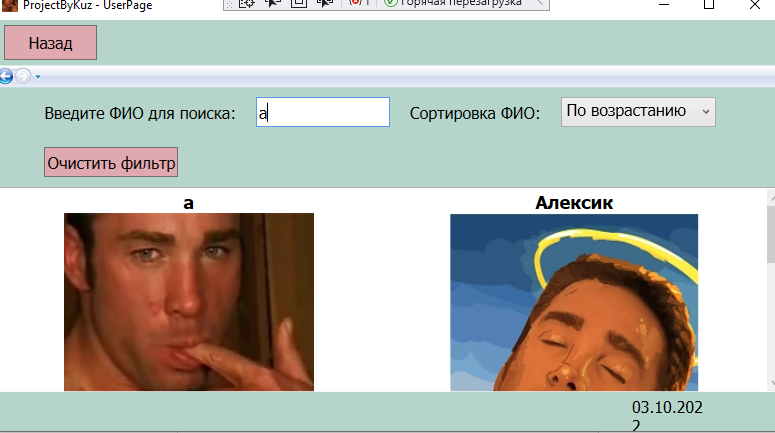 ProjectByKuz - UserPage
Горячая перезагрузка
Назад
Введите ФИО для поиска:
а
Сортировка ФИО:
По возрастанию
Очистить фильтр
а
Алексик
03.10.202
2